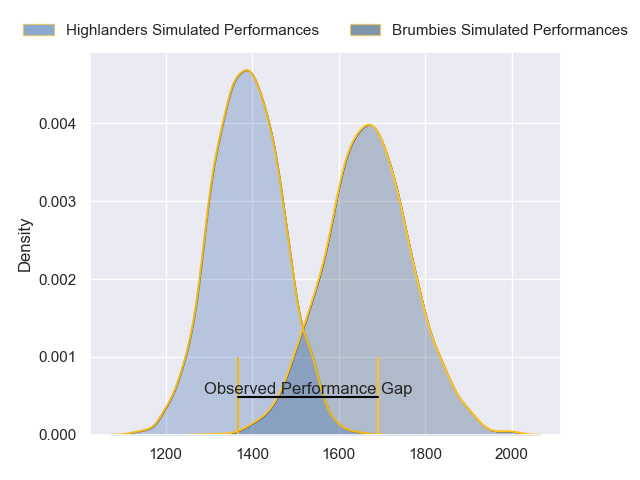 Highlanders Simulated Performances Brumbies Simulated Performances
0.004
0.003
0.002
0.001
0.000
Density
Observed Performance Gap
1200 1400 1600 1800 2000